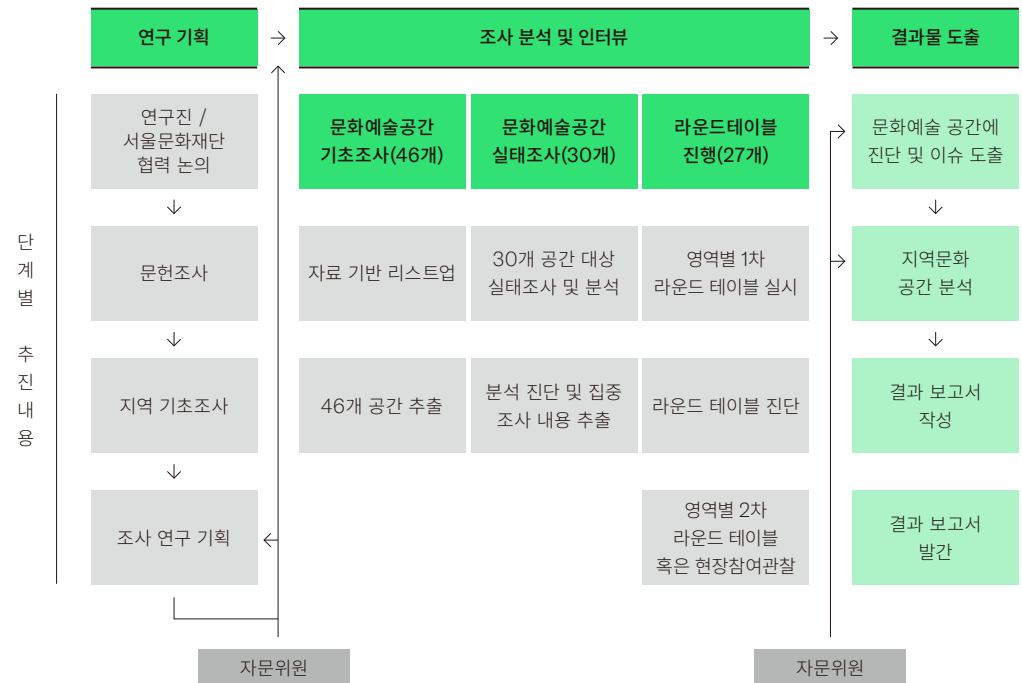 연구 기획
조사 분석 및 인터뷰
결과물 도출
단계별 추진내용
연구진 /
서울문화재단
협력 논의
문헌조사
지역 기초조사
조사 연구 기획
문화예술공간
기초조사(46개)
자료 기반 리스트업
46개 공간 추출
문화예술공간
실태조사(30개)
30개 공간 대상
실태조사 및 분석
분석 진단 및 집중
조사 내용 추출
라운드테이블
진행(27개)
영역별 1차
라운드 테이블 실시
라운드 테이블 진단
영역별 2차
라운드 테이블
혹은 현장참여관찰
문화예술 공간에
진단 및 이슈 도출
지역문화
공간 분석
결과 보고서
작성
결과 보고서
발간
자문위원
자문위원